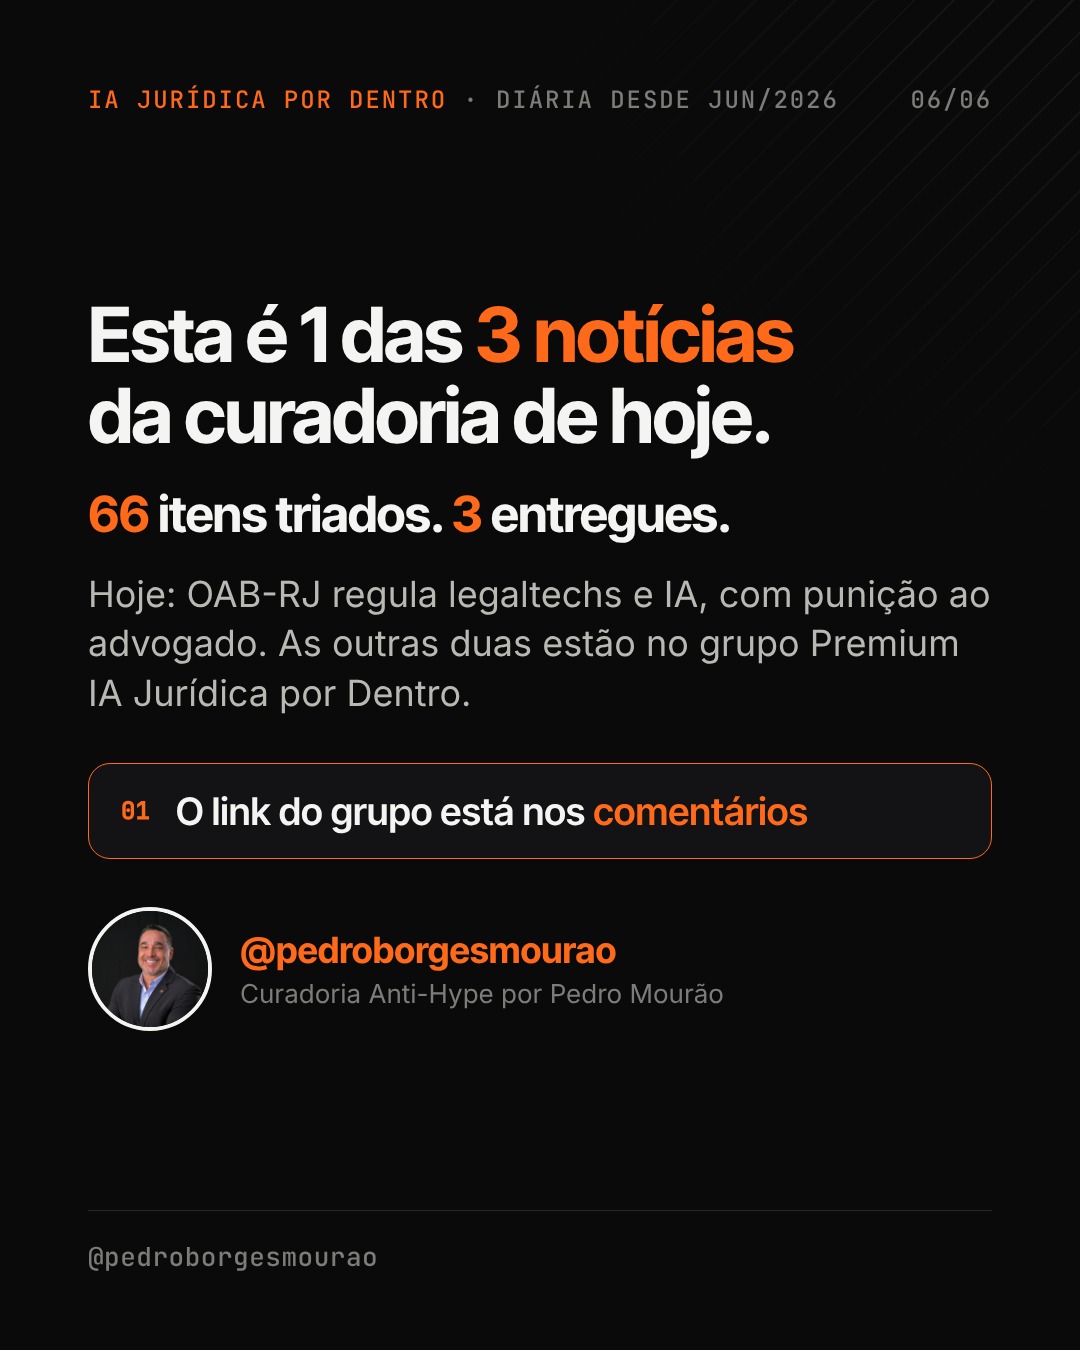 IA JURÍDICA POR DENTRO · DIÁRIA DESDE JUN/2026 06/06
Esta é 1 das 3 notícias
da curadoria de hoje.
66 itens triados. 3 entregues.
Hoje: OAB-RJ regula legaltechs e IA, com punição ao
advogado. As outras duas estão no grupo Premium
IA Jurídica por Dentro.
01 O link do grupo está nos comentários
@pedroborgesmourao
Curadoria Anti-Hype por Pedro Mourão
@pedroborgesmourao